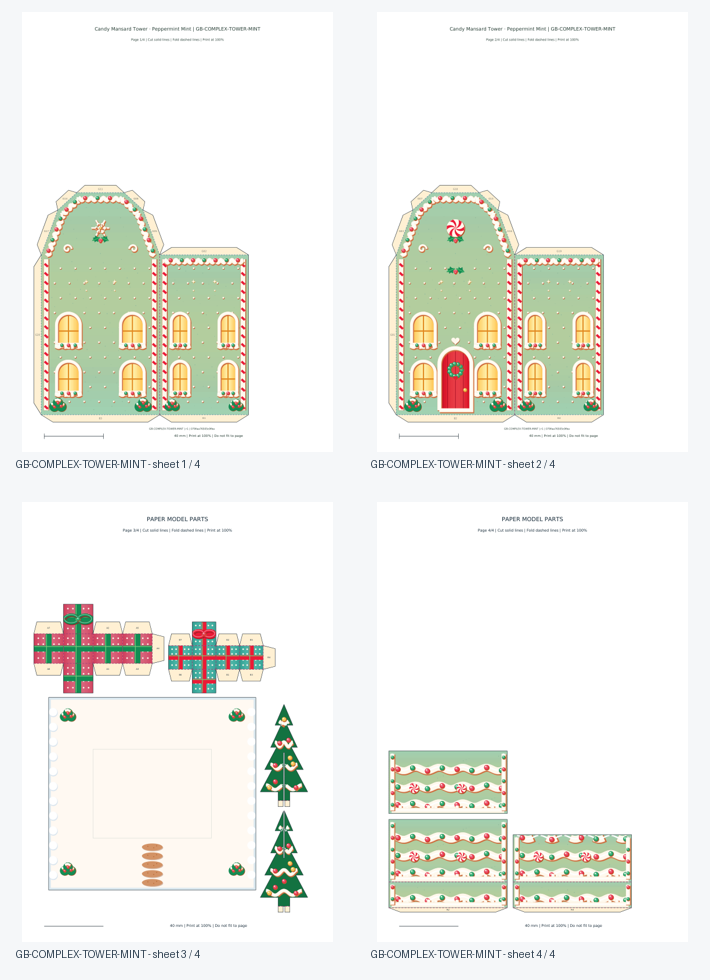 Candy Mansard Tower - Peppermint Mint | GB-COMPLEX-TOWER-MINT
Page 1/4 | Cut solid lines | Fold dashed lines | Print at 100%
40 mm | Print at 100% | Do not fit to page
GB-COMPLEX-TOWER-MINT - sheet 1 / 4
Candy Mansard Tower - Peppermint Mint | GB-COMPLEX-TOWER-MINT
Page 2/4 | Cut solid lines | Fold dashed lines | Print at 100%
40 mm | Print at 100% | Do not fit to page
GB-COMPLEX-TOWER-MINT - sheet 2 / 4
PAPER MODEL PARTS
Page 3/4 | Cut solid lines | Fold dashed lines | Print at 100%
40 mm | Print at 100% | Do not fit to page
GB-COMPLEX-TOWER-MINT - sheet 3 / 4
PAPER MODEL PARTS
Page 4/4 | Cut solid lines | Fold dashed lines | Print at 100%
40 mm | Print at 100% | Do not fit to page
GB-COMPLEX-TOWER-MINT - sheet 4 / 4